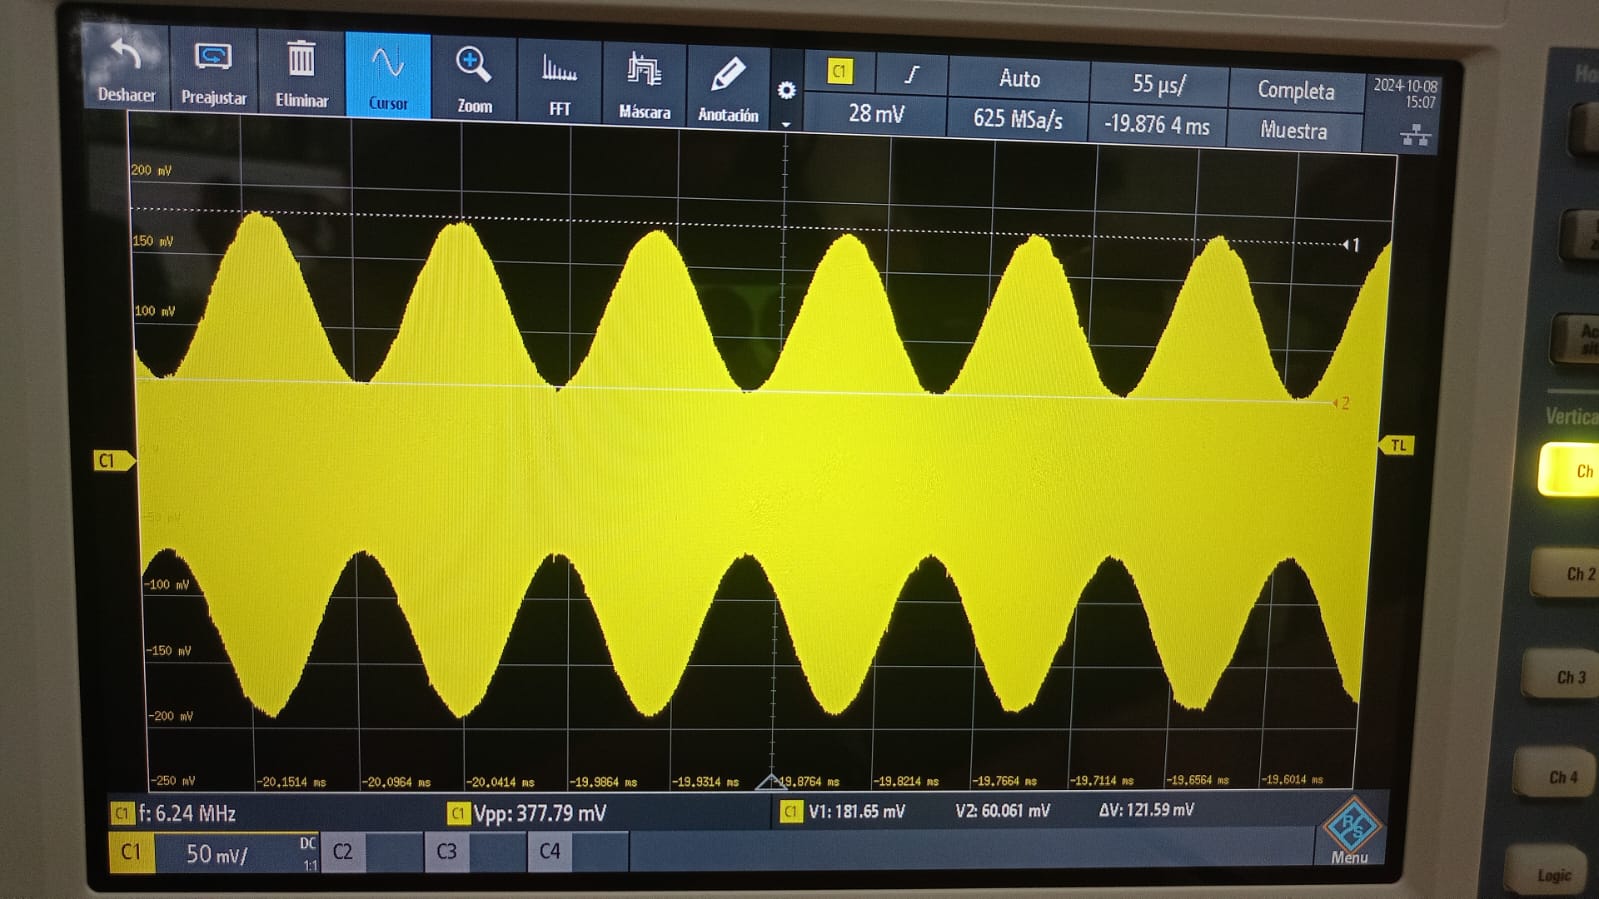 Deshacer
Preajustar
Eliminar
Cursor
Zoom
FFT
Máscara
Anotación
C1
Auto
55 µs/
Completa
28 mV
625 MSa/s
-19.876 4 ms
Muestra
2024-10-08
15:07
200 mV
150 mV
100 mV
1
2
C1
TL
-50 mV
-100 mV
-150 mV
-200 mV
-250 mV
-20.1514 ms
-20.0964 ms
-20.0414 ms
-19.9864 ms
-19.9314 ms
-19.8764 ms
-19.8214 ms
-19.7664 ms
-19.7114 ms
-19.6564 ms
-19.6014 ms
C1 f: 6.24 MHz
C1 Vpp: 377.79 mV
C1 V1: 181.65 mV V2: 60.061 mV ΔV: 121.59 mV
C1 50 mV/ DC 1:1
C2
C3
C4
R&S
Menu
Ho
Ac
sit
Vertica
Ch
Ch 2
Ch 3
Ch 4
Logic